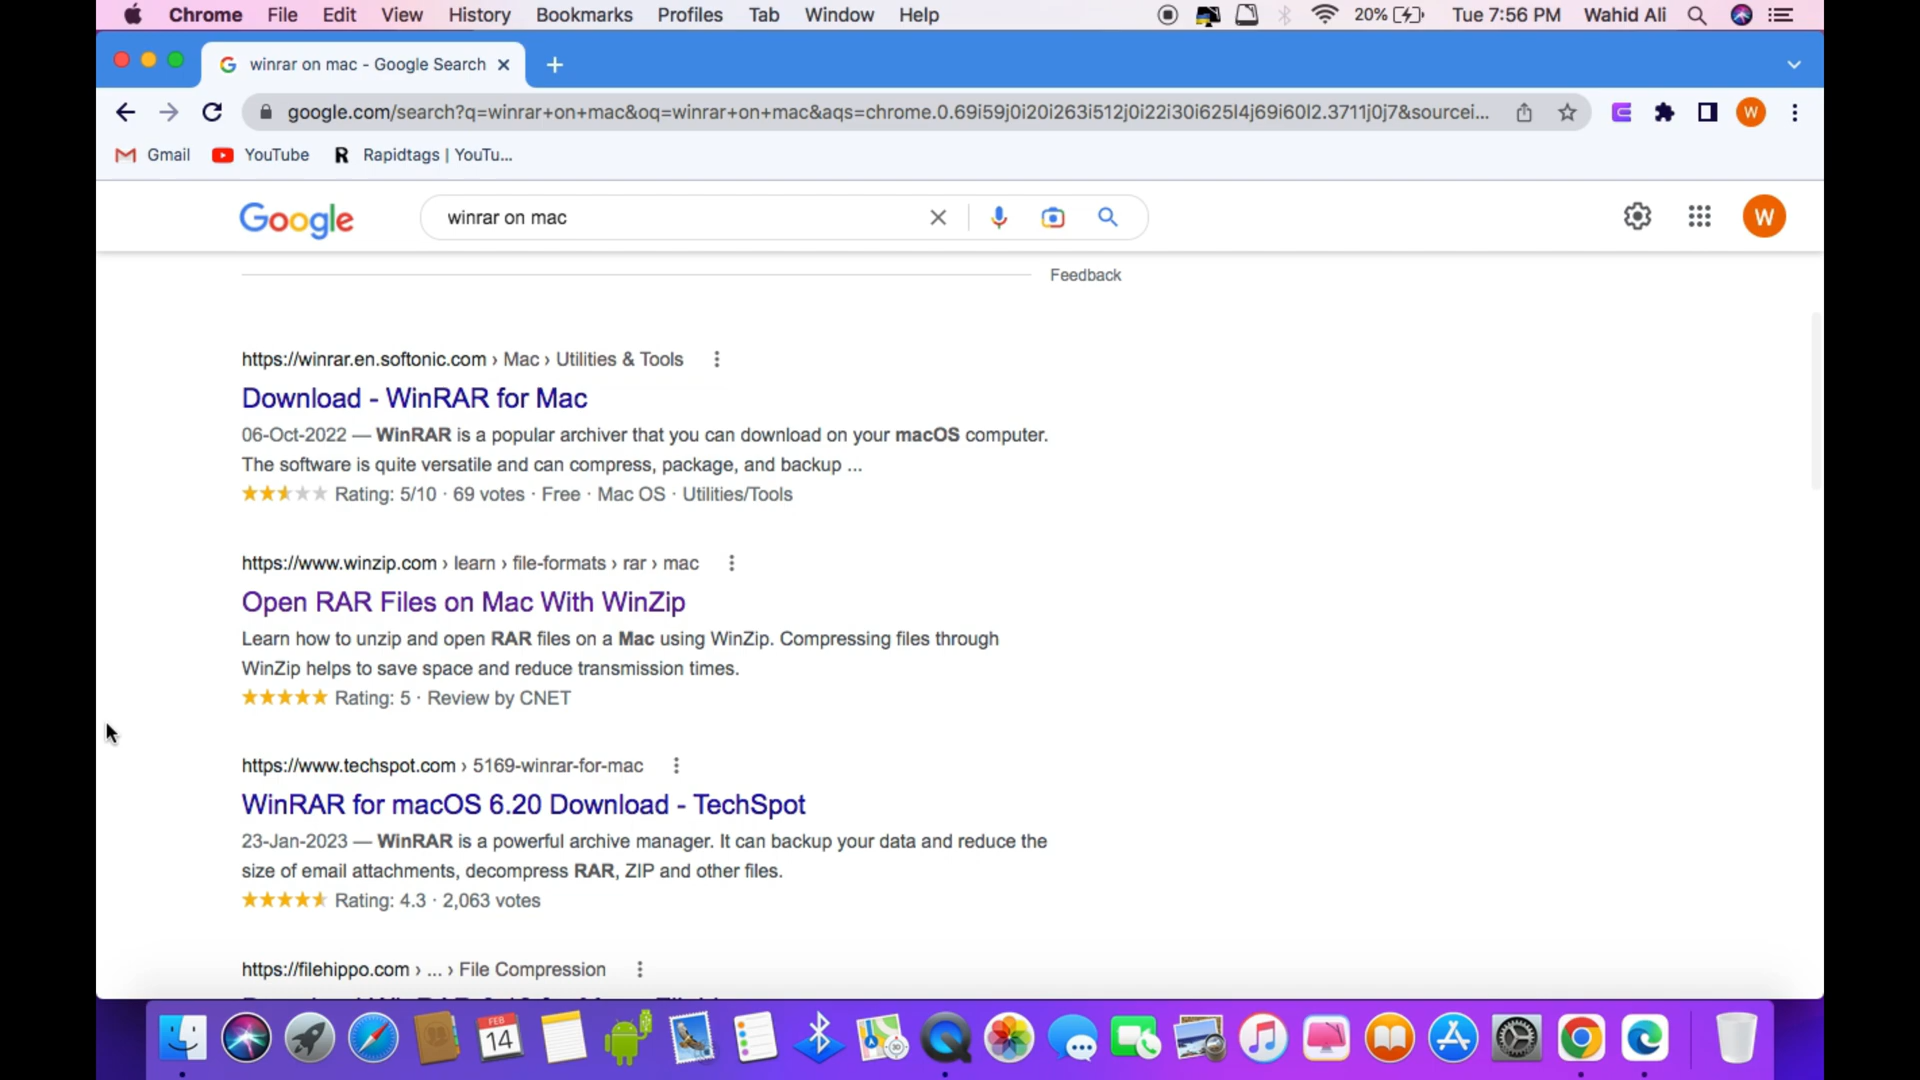 Chrome File Edit View History Bookmarks Profiles Tab Window Help 20% Tue 7:56 PM Wahid Ali
winrar on mac - Google Search
google.com/search?q=winrar+on+mac&oq=winrar+on+mac&aqs=chrome.0.69i59j0i20i263i512j0i22i30i625l4j69i60l2.3711j0j7&sourcei...
W
Gmail YouTube Rapidtags | YouTu...
Google winrar on mac W
Feedback
https://winrar.en.softonic.com › Mac › Utilities & Tools
Download - WinRAR for Mac
06-Oct-2022 — WinRAR is a popular archiver that you can download on your macOS computer.
The software is quite versatile and can compress, package, and backup ...
Rating: 5/10 · 69 votes · Free · Mac OS · Utilities/Tools
https://www.winzip.com › learn › file-formats › rar › mac
Open RAR Files on Mac With WinZip
Learn how to unzip and open RAR files on a Mac using WinZip. Compressing files through
WinZip helps to save space and reduce transmission times.
Rating: 5 · Review by CNET
https://www.techspot.com › 5169-winrar-for-mac
WinRAR for macOS 6.20 Download - TechSpot
23-Jan-2023 — WinRAR is a powerful archive manager. It can backup your data and reduce the
size of email attachments, decompress RAR, ZIP and other files.
Rating: 4.3 · 2,063 votes
https://filehippo.com › ... › File Compression
FEB
14